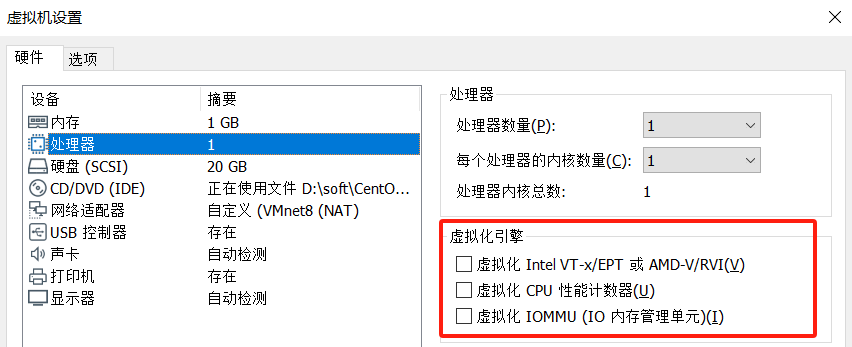 虚拟机设置
硬件 选项
设备 摘要
内存 1 GB
处理器 1
硬盘 (SCSI) 20 GB
CD/DVD (IDE) 正在使用文件 D:\soft\CentO...
网络适配器 自定义 (VMnet8 (NAT)
USB 控制器 存在
声卡 自动检测
打印机 存在
显示器 自动检测
处理器
处理器数量(P): 1
每个处理器的内核数量(C): 1
处理器内核总数: 1
虚拟化引擎
虚拟化 Intel VT-x/EPT 或 AMD-V/RVI(V)
虚拟化 CPU 性能计数器(U)
虚拟化 IOMMU (IO 内存管理单元)(I)